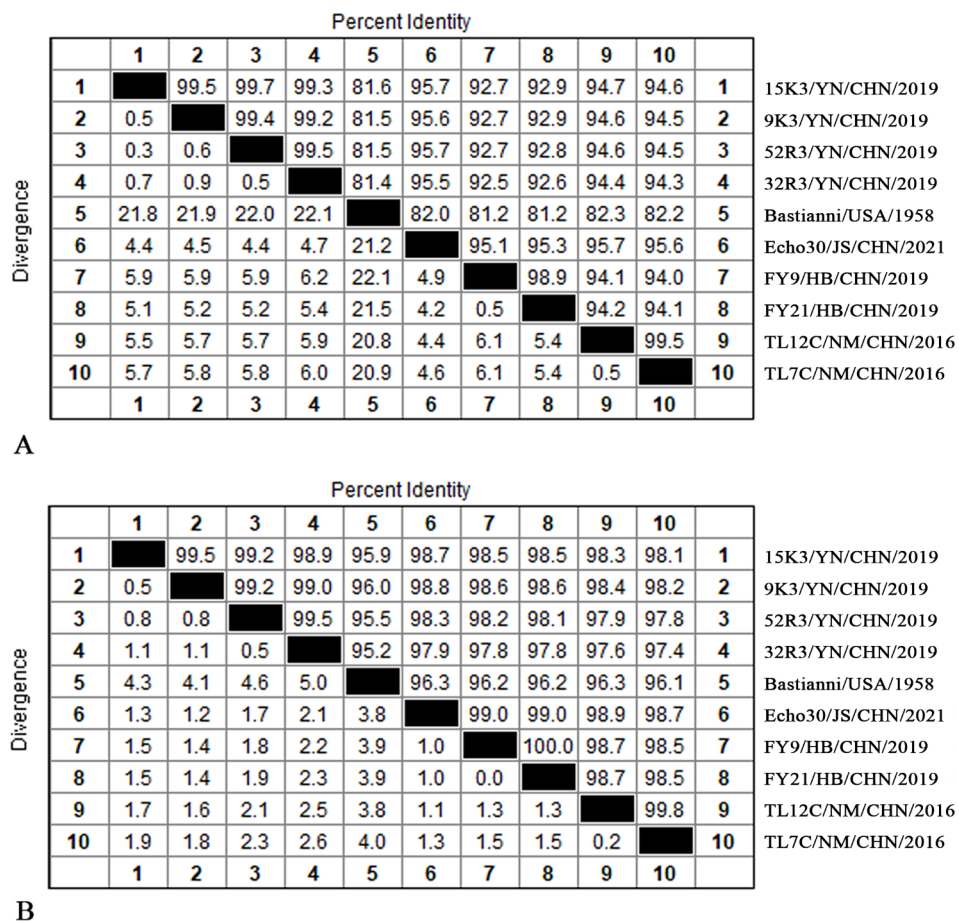 Percent Identity
1 2 3 4 5 6 7 8 9 10
1 99.5 99.7 99.3 81.6 95.7 92.7 92.9 94.7 94.6 1 15K3/YN/CHN/2019
2 0.5 99.4 99.2 81.5 95.6 92.7 92.9 94.6 94.5 2 9K3/YN/CHN/2019
3 0.3 0.6 99.5 81.5 95.7 92.7 92.8 94.6 94.5 3 52R3/YN/CHN/2019
4 0.7 0.9 0.5 81.4 95.5 92.5 92.6 94.4 94.3 4 32R3/YN/CHN/2019
5 21.8 21.9 22.0 22.1 82.0 81.2 81.2 82.3 82.2 5 Bastianni/USA/1958
6 4.4 4.5 4.4 4.7 21.2 95.1 95.3 95.7 95.6 6 Echo30/JS/CHN/2021
7 5.9 5.9 5.9 6.2 22.1 4.9 98.9 94.1 94.0 7 FY9/HB/CHN/2019
8 5.1 5.2 5.2 5.4 21.5 4.2 0.5 94.2 94.1 8 FY21/HB/CHN/2019
9 5.5 5.7 5.7 5.9 20.8 4.4 6.1 5.4 99.5 9 TL12C/NM/CHN/2016
10 5.7 5.8 5.8 6.0 20.9 4.6 6.1 5.4 0.5 10 TL7C/NM/CHN/2016
1 2 3 4 5 6 7 8 9 10
Divergence
A
Percent Identity
1 2 3 4 5 6 7 8 9 10
1 99.5 99.2 98.9 95.9 98.7 98.5 98.5 98.3 98.1 1 15K3/YN/CHN/2019
2 0.5 99.2 99.0 96.0 98.8 98.6 98.6 98.4 98.2 2 9K3/YN/CHN/2019
3 0.8 0.8 99.5 95.5 98.3 98.2 98.1 97.9 97.8 3 52R3/YN/CHN/2019
4 1.1 1.1 0.5 95.2 97.9 97.8 97.8 97.6 97.4 4 32R3/YN/CHN/2019
5 4.3 4.1 4.6 5.0 96.3 96.2 96.2 96.3 96.1 5 Bastianni/USA/1958
6 1.3 1.2 1.7 2.1 3.8 99.0 99.0 98.9 98.7 6 Echo30/JS/CHN/2021
7 1.5 1.4 1.8 2.2 3.9 1.0 100.0 98.7 98.5 7 FY9/HB/CHN/2019
8 1.5 1.4 1.9 2.3 3.9 1.0 0.0 98.7 98.5 8 FY21/HB/CHN/2019
9 1.7 1.6 2.1 2.5 3.8 1.1 1.3 1.3 99.8 9 TL12C/NM/CHN/2016
10 1.9 1.8 2.3 2.6 4.0 1.3 1.5 1.5 0.2 10 TL7C/NM/CHN/2016
1 2 3 4 5 6 7 8 9 10
Divergence
B